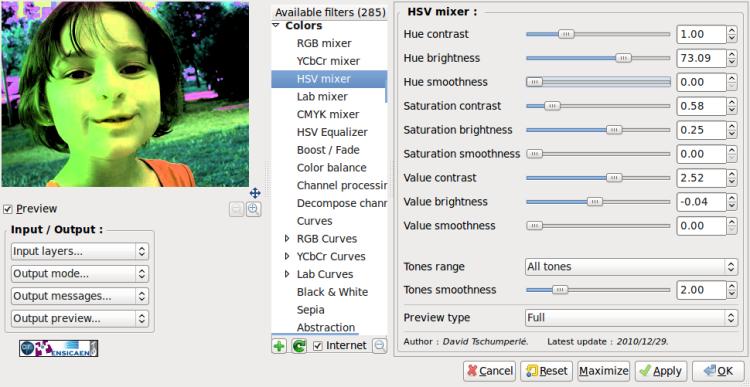 Available filters (285)
Colors
RGB mixer
YCbCr mixer
HSV mixer
Lab mixer
CMYK mixer
HSV Equalizer
Boost / Fade
Color balance
Channel processin
Decompose chann
Curves
RGB Curves
YCbCr Curves
Lab Curves
Black & White
Sepia
Abstraction
Internet
Preview
Input / Output :
Input layers...
Output mode...
Output messages...
Output preview...
ENSICAEN
HSV mixer :
Hue contrast 1.00
Hue brightness 73.09
Hue smoothness 0.00
Saturation contrast 0.58
Saturation brightness 0.25
Saturation smoothness 0.00
Value contrast 2.52
Value brightness -0.04
Value smoothness 0.00
Tones range All tones
Tones smoothness 2.00
Preview type Full
Author : David Tschumperlé. Latest update : 2010/12/29.
Cancel Reset Maximize Apply OK